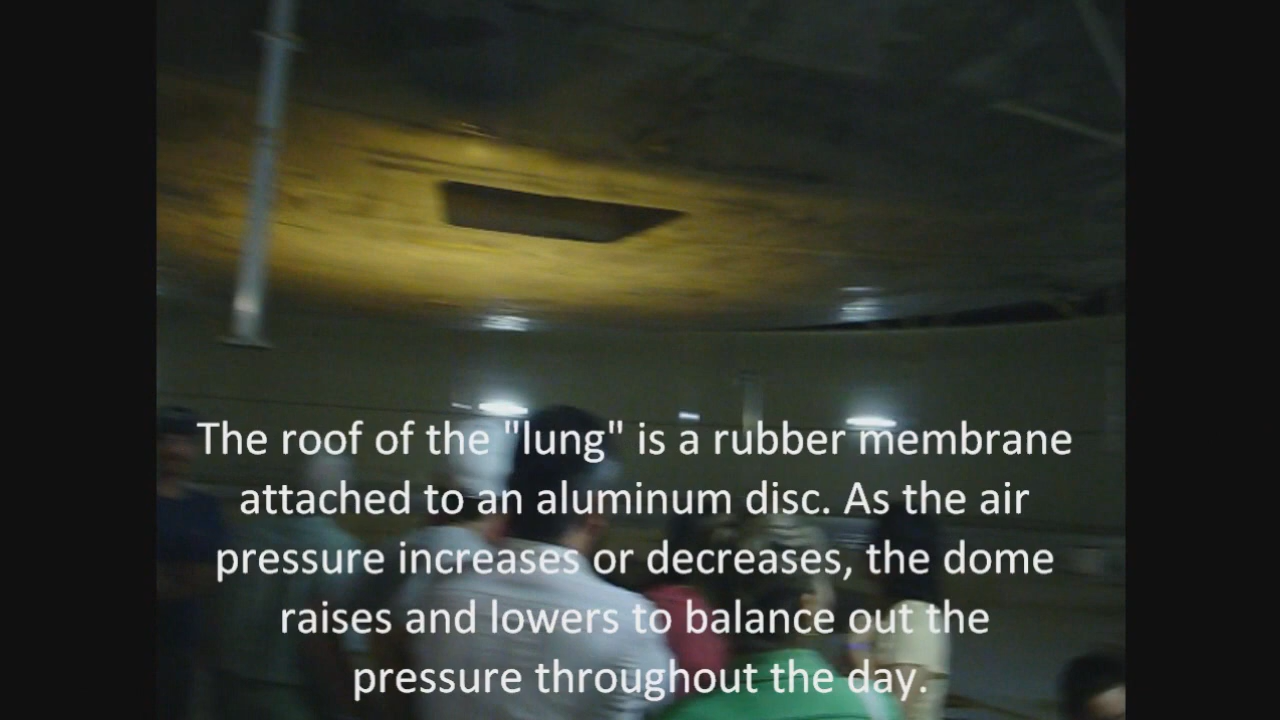 The roof of the "lung" is a rubber membrane
attached to an aluminum disc. As the air
pressure increases or decreases, the dome
raises and lowers to balance out the
pressure throughout the day.